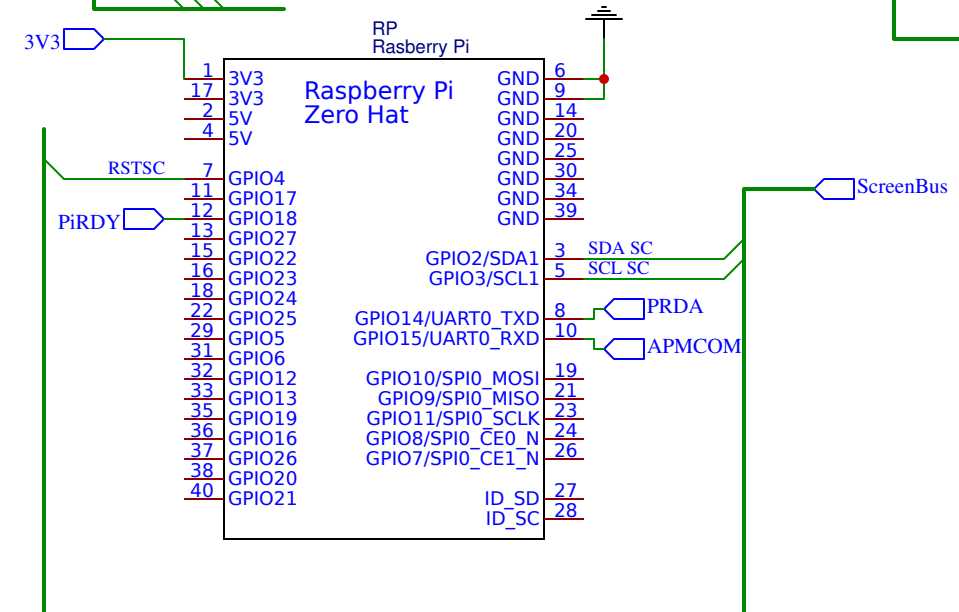 RP
Rasberry Pi
3V3
Raspberry Pi
Zero Hat
1 3V3
17 3V3
2 5V
4 5V
RSTSC 7 GPIO4
11 GPIO17
PiRDY 12 GPIO18
13 GPIO27
15 GPIO22
16 GPIO23
18 GPIO24
22 GPIO25
29 GPIO5
31 GPIO6
32 GPIO12
33 GPIO13
35 GPIO19
36 GPIO16
37 GPIO26
38 GPIO20
40 GPIO21
GND 6
GND 9
GND 14
GND 20
GND 25
GND 30
GND 34
GND 39
GPIO2/SDA1 3 SDA SC
GPIO3/SCL1 5 SCL SC
GPIO14/UART0_TXD 8 PRDA
GPIO15/UART0_RXD 10 APMCOM
GPIO10/SPI0_MOSI 19
GPIO9/SPI0_MISO 21
GPIO11/SPI0_SCLK 23
GPIO8/SPI0_CE0_N 24
GPIO7/SPI0_CE1_N 26
ID_SD 27
ID_SC 28
ScreenBus